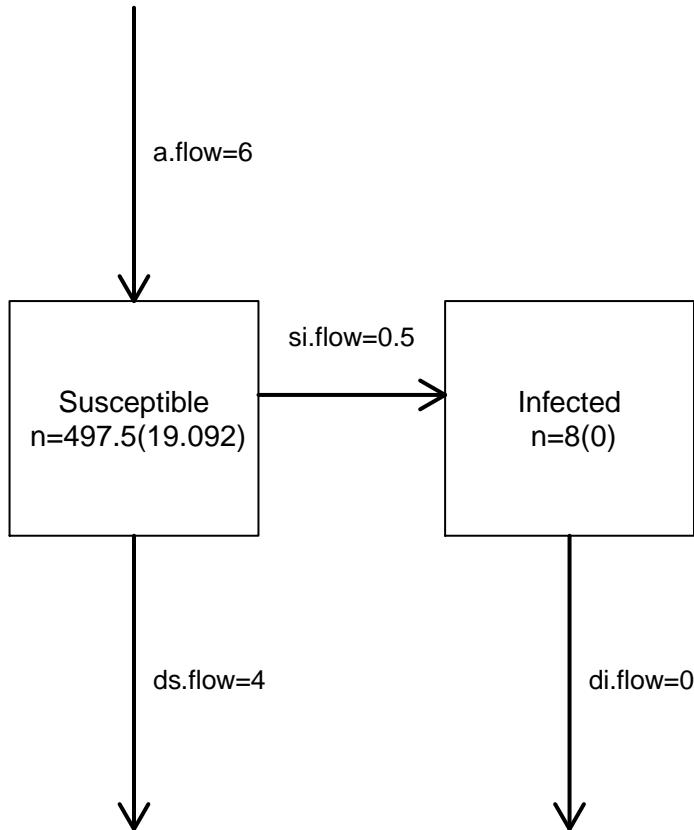 a.flow=6
si.flow=0.5
Susceptible
n=497.5(19.092)
Infected
n=8(0)
ds.flow=4
di.flow=0